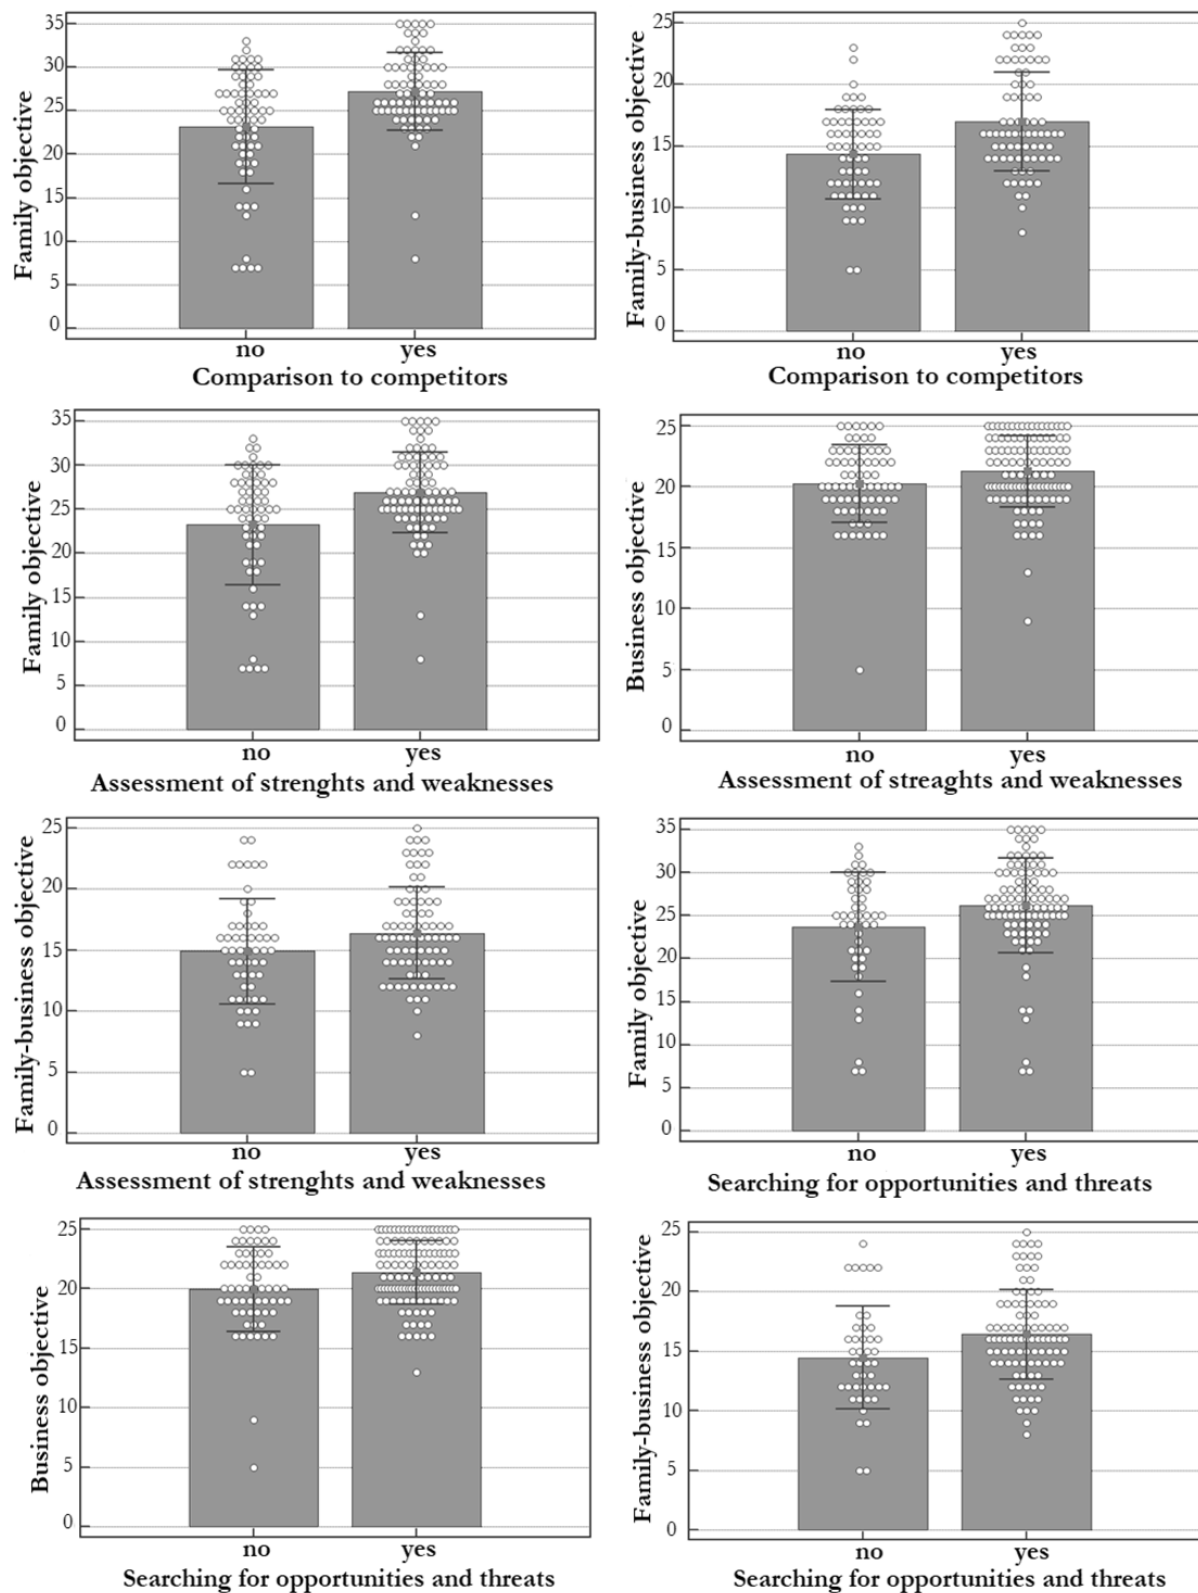 Family objective
35
30
25
20
15
10
5
0
no yes
Comparison to competitors
Family-business objective
25
20
15
10
5
0
no yes
Comparison to competitors
Family objective
35
30
25
20
15
10
5
0
no yes
Assessment of strenghts and weaknesses
Business objective
25
20
15
10
5
0
no yes
Assessment of streaghts and weaknesses
Family-business objective
25
20
15
10
5
0
no yes
Assessment of strenghts and weaknesses
Family objective
35
30
25
20
15
10
5
0
no yes
Searching for opportunities and threats
Business objective
25
20
15
10
5
0
no yes
Searching for opportunities and threats
Family-business objective
25
20
15
10
5
0
no yes
Searching for opportunities and threats